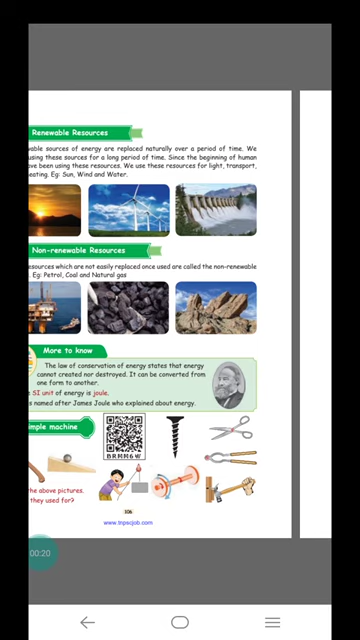 Renewable Resources
wable sources of energy are replaced naturally over a period of time. We
using these sources for a long period of time. Since the beginning of human
ve been using these resources. We use these resources for light, transport,
eating. Eg: Sun, Wind and Water.
Non-renewable Resources
esources which are not easily replaced once used are called the non-renewable
. Eg: Petrol, Coal and Natural gas
More to know
The law of conservation of energy states that energy
cannot created nor destroyed. It can be converted from
one form to another.
e SI unit of energy is joule.
s named after James Joule who explained about energy.
imple machine
BRMM6W
he above pictures.
they used for?
106
www.tnpscjob.com
00:20